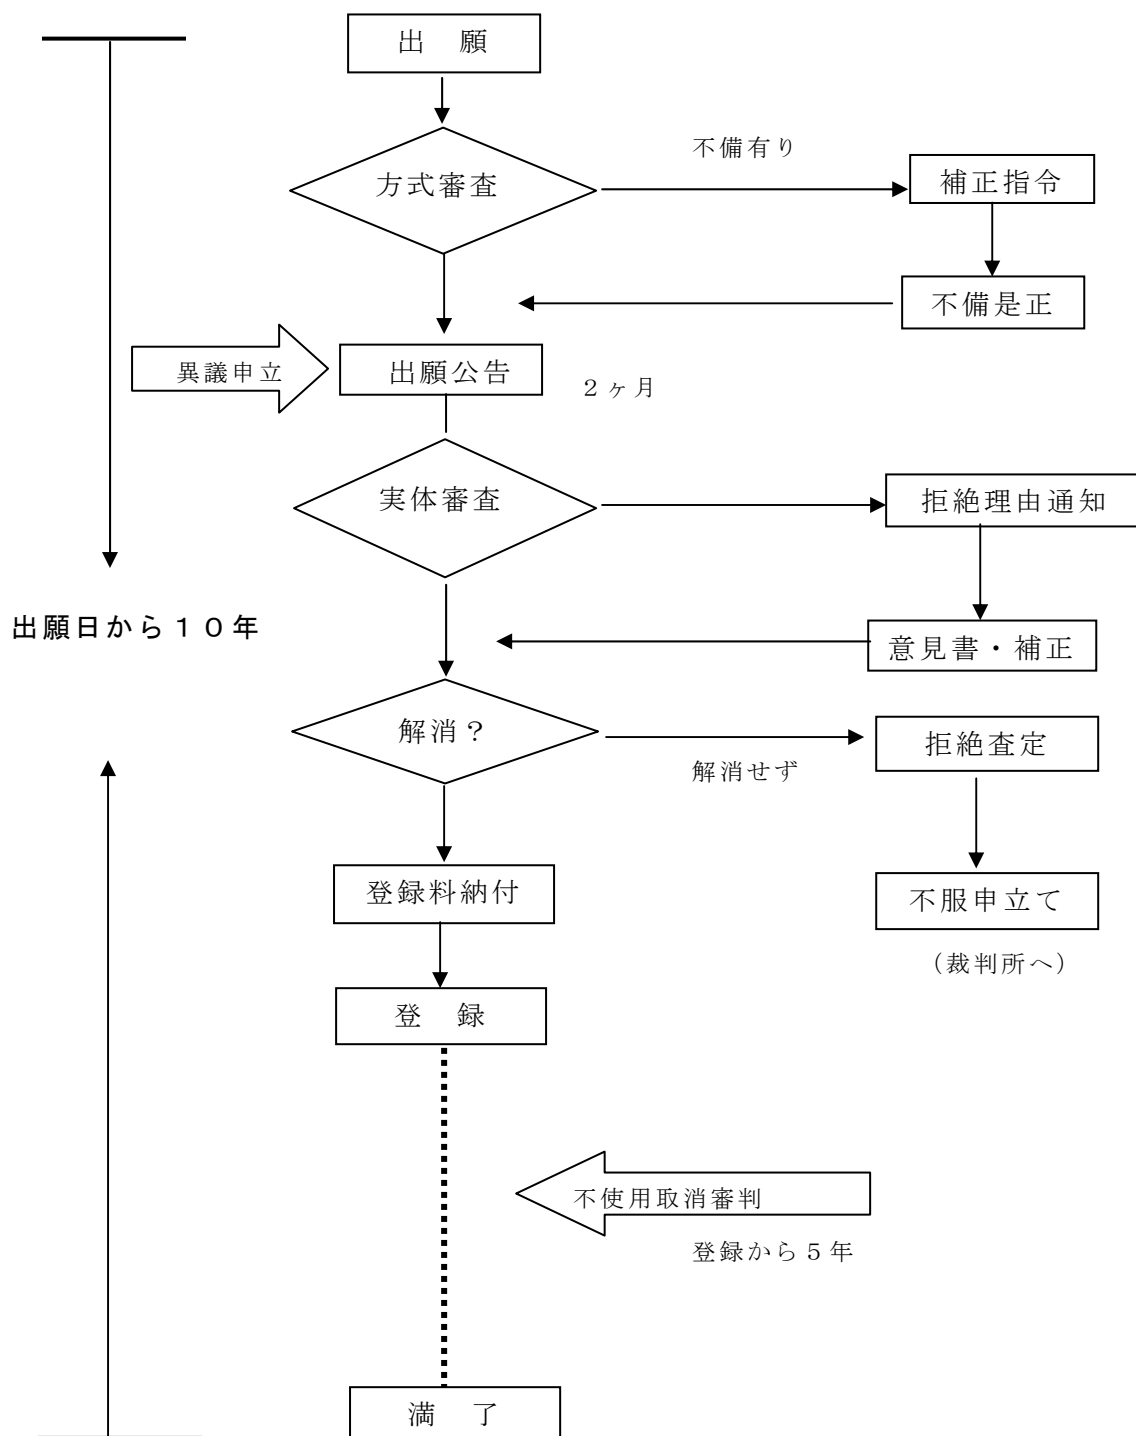 出　願
不備有り
方式審査
補正指令
不備是正
異議申立
出願公告
２ヶ月
実体審査
拒絶理由通知
出願日から１０年
意見書・補正
解消？
拒絶査定
解消せず
登録料納付
不服申立て
（裁判所へ）
登　録
不使用取消審判
登録から５年
満　了